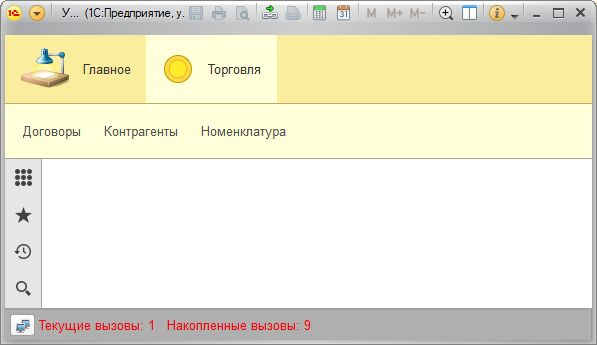 У... (1С:Предприятие, у. M M+ M-
Главное Торговля
Договоры Контрагенты Номенклатура
Текущие вызовы: 1 Накопленные вызовы: 9